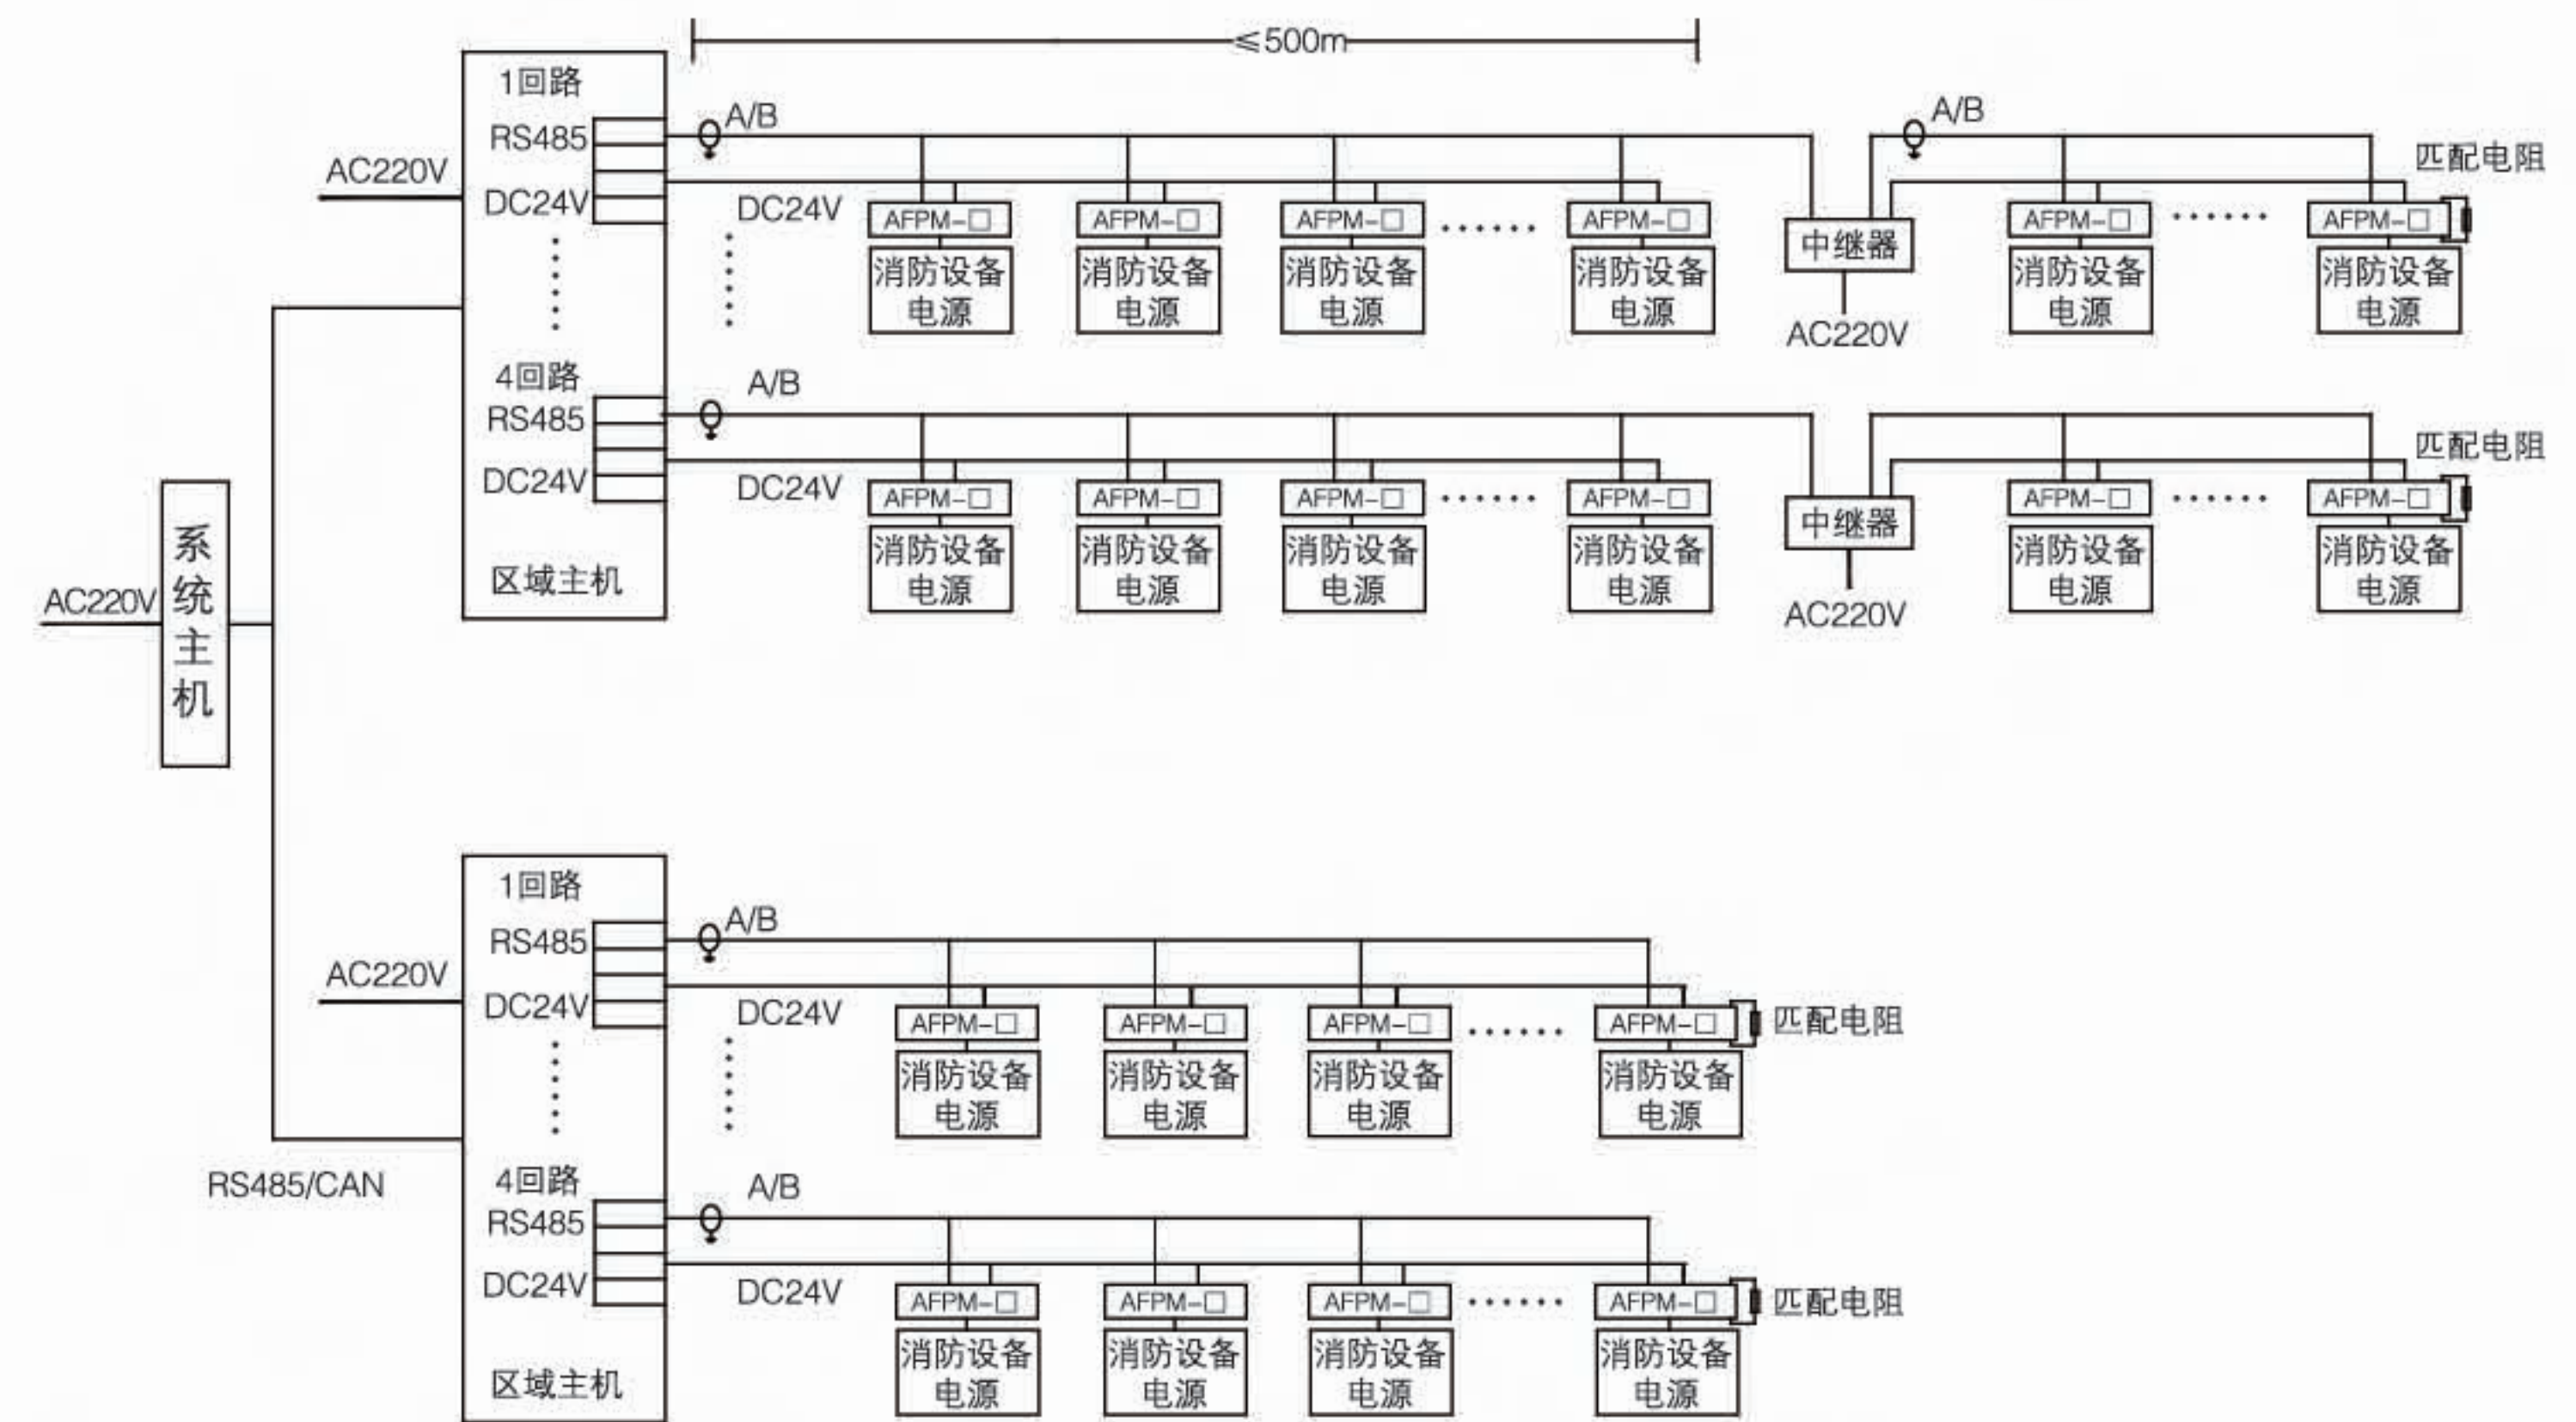 ≤500m
1回路
A/B
A/B
RS485
匹配电阻
AC220V
DC24V
DC24V
AFPM-□
AFPM-□
AFPM-□
······
AFPM-□
AFPM-□
······
AFPM-□
中继器
消防设备
电源
消防设备
电源
消防设备
电源
消防设备
电源
消防设备
电源
消防设备
电源
AC220V
4回路
A/B
RS485
匹配电阻
DC24V
DC24V
AFPM-□
AFPM-□
AFPM-□
······
AFPM-□
AFPM-□
······
AFPM-□
中继器
消防设备
电源
消防设备
电源
消防设备
电源
消防设备
电源
消防设备
电源
消防设备
电源
区域主机
AC220V
AC220V
系
统
主
机
1回路
A/B
RS485
AC220V
DC24V
DC24V
AFPM-□
AFPM-□
AFPM-□
······
AFPM-□
匹配电阻
消防设备
电源
消防设备
电源
消防设备
电源
消防设备
电源
RS485/CAN
4回路
A/B
RS485
DC24V
DC24V
AFPM-□
AFPM-□
AFPM-□
······
AFPM-□
匹配电阻
消防设备
电源
消防设备
电源
消防设备
电源
消防设备
电源
区域主机